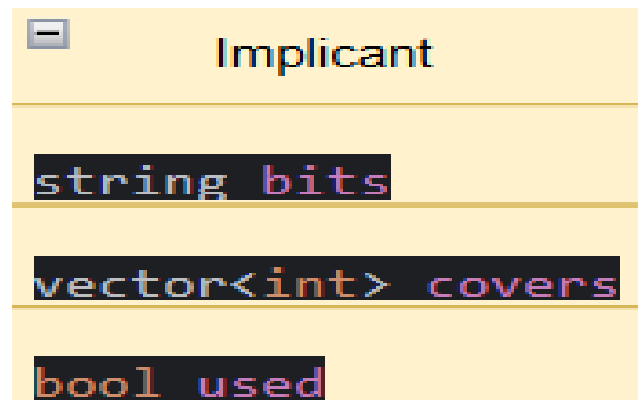 Implicant
string bits
vector<int> covers
bool used